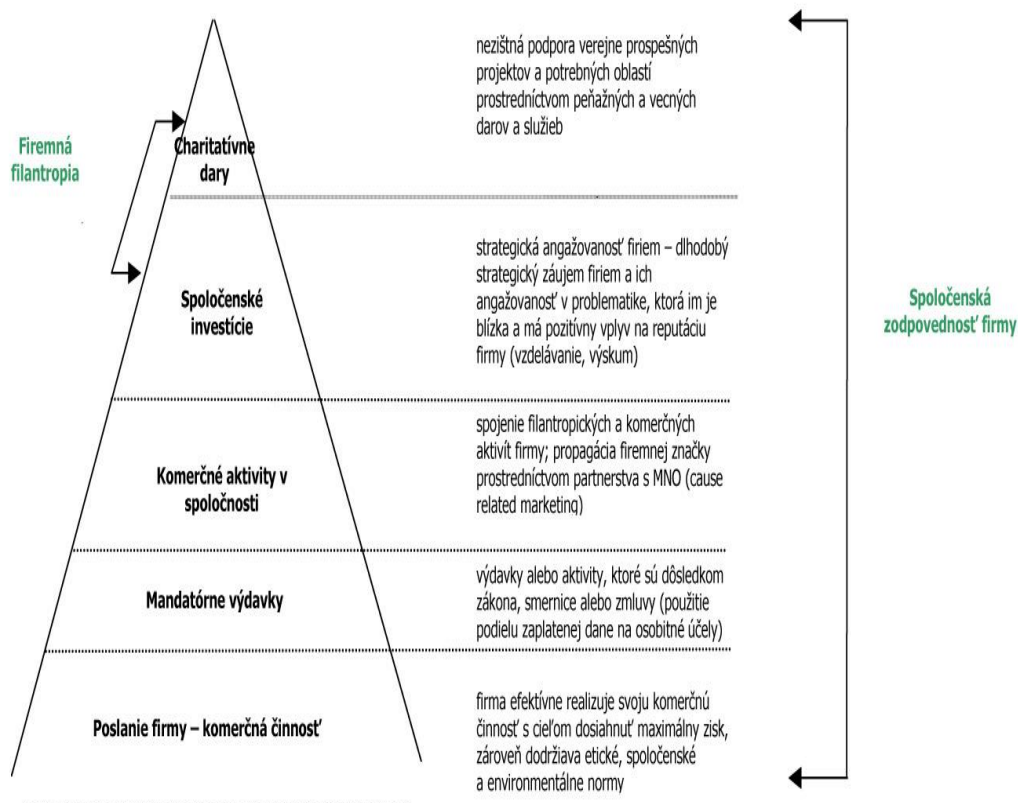 nezištná podpora verejne prospešných
projektov a potrebných oblastí
prostredníctvom peňažných a vecných
darov a služieb
Firemná
filantropia
Charitatívne
dary
strategická angažovanosť firiem – dlhodobý
strategický záujem firiem a ich
angažovanosť v problematike, ktorá im je
blízka a má pozitívny vplyv na reputáciu
firmy (vzdelávanie, výskum)
Spoločenské
investície
Spoločenská
zodpovednosť firmy
spojenie filantropických a komerčných
aktivít firmy; propagácia firemnej značky
prostredníctvom partnerstva s MNO (cause
related marketing)
Komerčné aktivity v
spoločnosti
výdavky alebo aktivity, ktoré sú dôsledkom
zákona, smernice alebo zmluvy (použitie
podielu zaplatenej dane na osobitné účely)
Mandatórne výdavky
firma efektívne realizuje svoju komerčnú
činnosť s cieľom dosiahnuť maximálny zisk,
zároveň dodržiava etické, spoločenské
a environmentálne normy
Poslanie firmy – komerčná činnosť